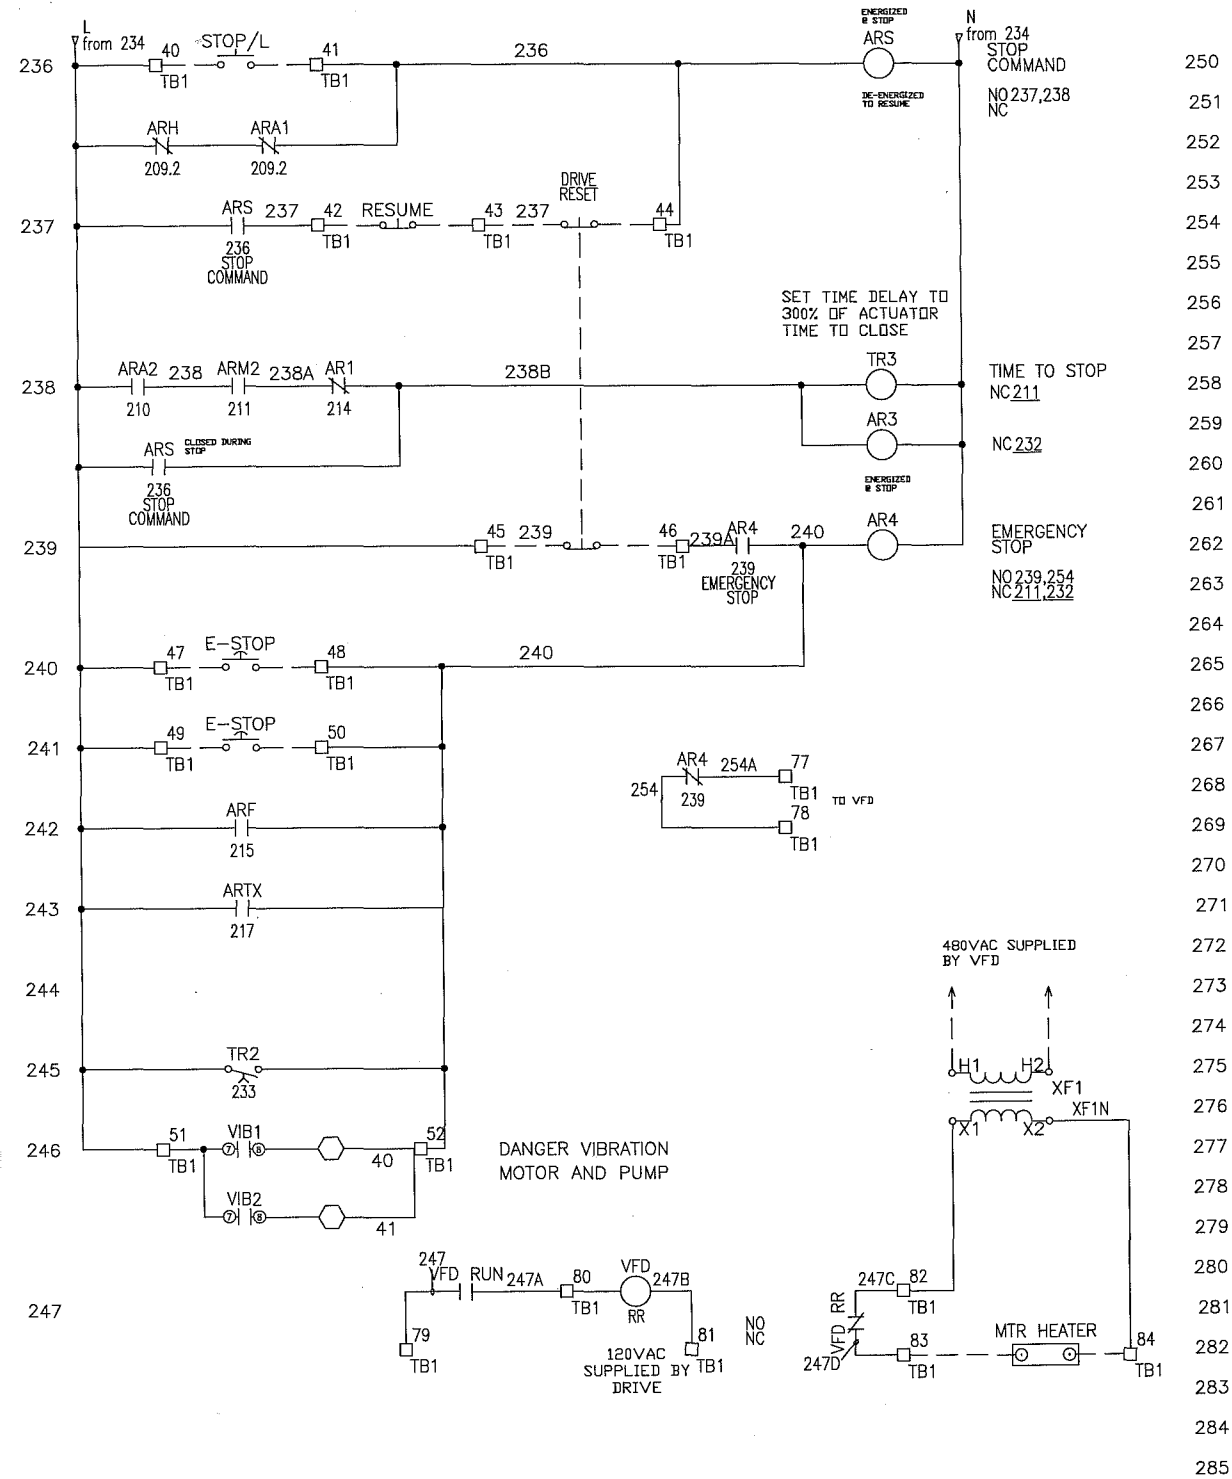 L
from 234
ENERGIZED
@ STOP
ARS
N
from 234
STOP
COMMAND
236
40
STOP/L
41
236
TB1
TB1
250
DE-ENERGIZED
TO RESUME
NO 237,238
NC
251
ARH
ARA1
209.2
209.2
252
DRIVE
RESET
253
237
ARS
237
42
RESUME
43
237
44
TB1
TB1
TB1
254
236
STOP
COMMAND
255
SET TIME DELAY TO
300% OF ACTUATOR
TIME TO CLOSE
256
257
238
ARA2
238
ARM2
238A
AR1
238B
TR3
TIME TO STOP
NC 211
210
211
214
258
AR3
NC 232
259
ARS
CLOSED DURING
STOP
236
STOP
COMMAND
260
ENERGIZED
@ STOP
261
239
45
239
46
239A
AR4
240
AR4
EMERGENCY
STOP
TB1
TB1
239
EMERGENCY
STOP
262
NO 239,254
NC 211,232
263
264
240
47
E-STOP
48
240
TB1
TB1
265
266
241
49
E-STOP
50
TB1
TB1
267
AR4
254A
77
254
239
TB1
TO VFD
268
78
TB1
242
ARF
215
269
270
243
ARTX
217
271
480VAC SUPPLIED
BY VFD
272
244
273
274
245
TR2
233
H1
H2
XF1
275
XF1N
276
X1
X2
246
51
VIB1
7
8
40
52
TB1
TB1
DANGER VIBRATION
MOTOR AND PUMP
277
278
VIB2
7
8
41
279
247
VFD
RUN
247A
80
VFD
247B
TB1
RR
280
247
79
TB1
120VAC
SUPPLIED BY
DRIVE
81
TB1
NO
NC
247C
82
TB1
281
VFD RR
247D
83
TB1
MTR HEATER
84
TB1
282
283
284
285